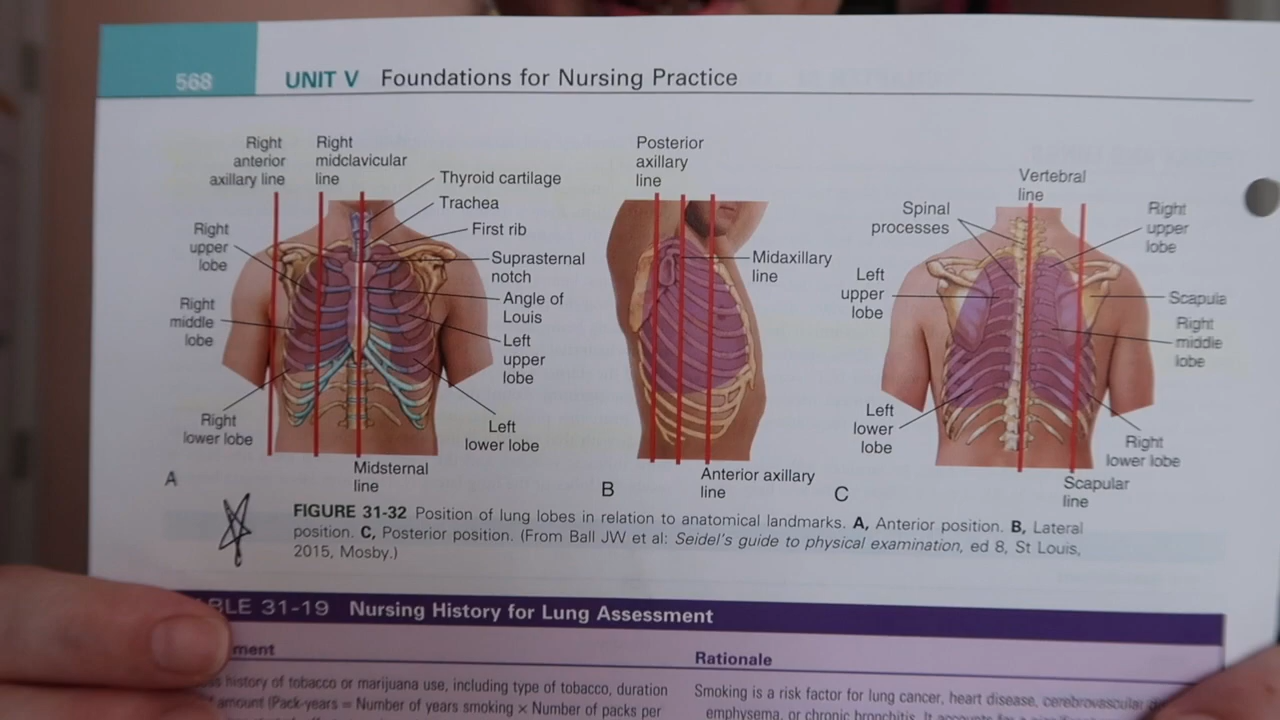 568
UNIT V Foundations for Nursing Practice
Right
anterior
axillary line
Right
midclavicular
line
Thyroid cartilage
Trachea
First rib
Suprasternal
notch
Angle of
Louis
Left
upper
lobe
Left
lower lobe
Right
upper
lobe
Right
middle
lobe
Right
lower lobe
Midsternal
line
A
Posterior
axillary
line
Midaxillary
line
Anterior axillary
line
B
Vertebral
line
Spinal
processes
Right
upper
lobe
Left
upper
lobe
Scapula
Right
middle
lobe
Left
lower
lobe
Right
lower lobe
Scapular
line
C
FIGURE 31-32 Position of lung lobes in relation to anatomical landmarks. A, Anterior position. B, Lateral
position. C, Posterior position. (From Ball JW et al: Seidel's guide to physical examination, ed 8, St Louis,
2015, Mosby.)
31-19 Nursing History for Lung Assessment
Rationale
history of tobacco or marijuana use, including type of tobacco, duration
amount (Pack-years = Number of years smoking × Number of packs per
Smoking is a risk factor for lung cancer, heart disease, cerebrovascular
emphysema, or chronic bronchitis. It accounts for a